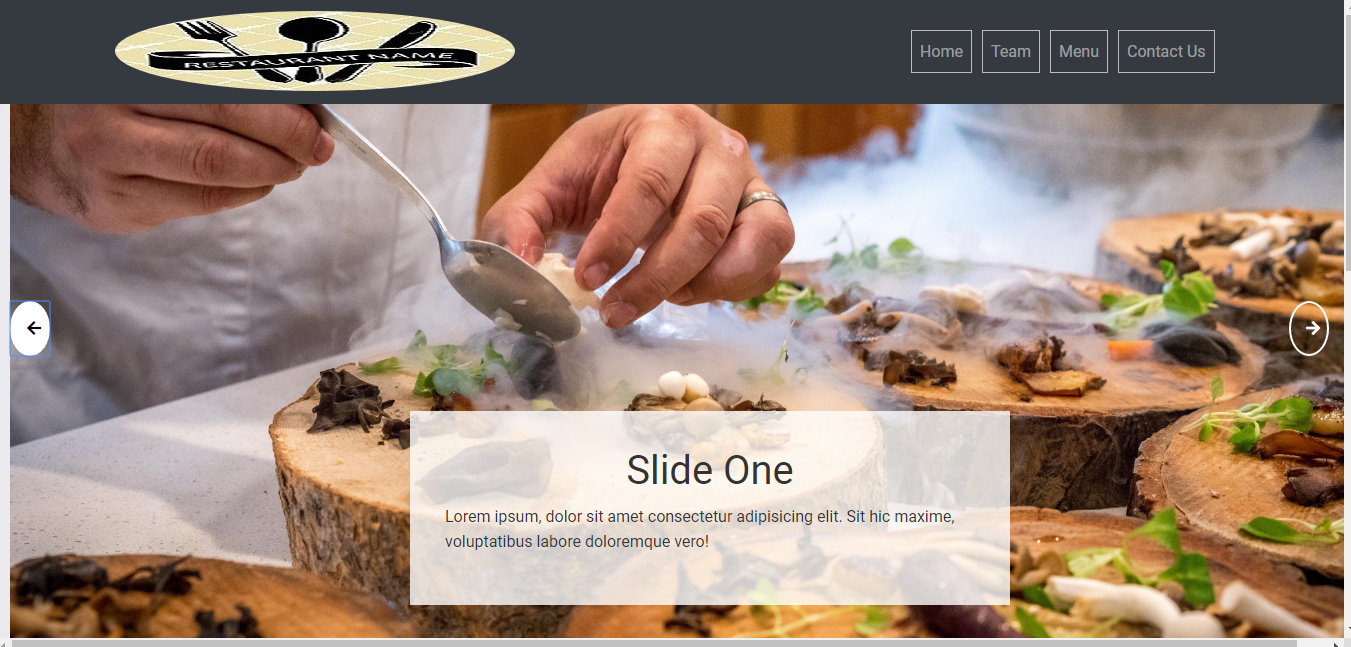 RESTAURANT NAME
Home
Team
Menu
Contact Us
Slide One
Lorem ipsum, dolor sit amet consectetur adipisicing elit. Sit hic maxime,
voluptatibus labore doloremque vero!